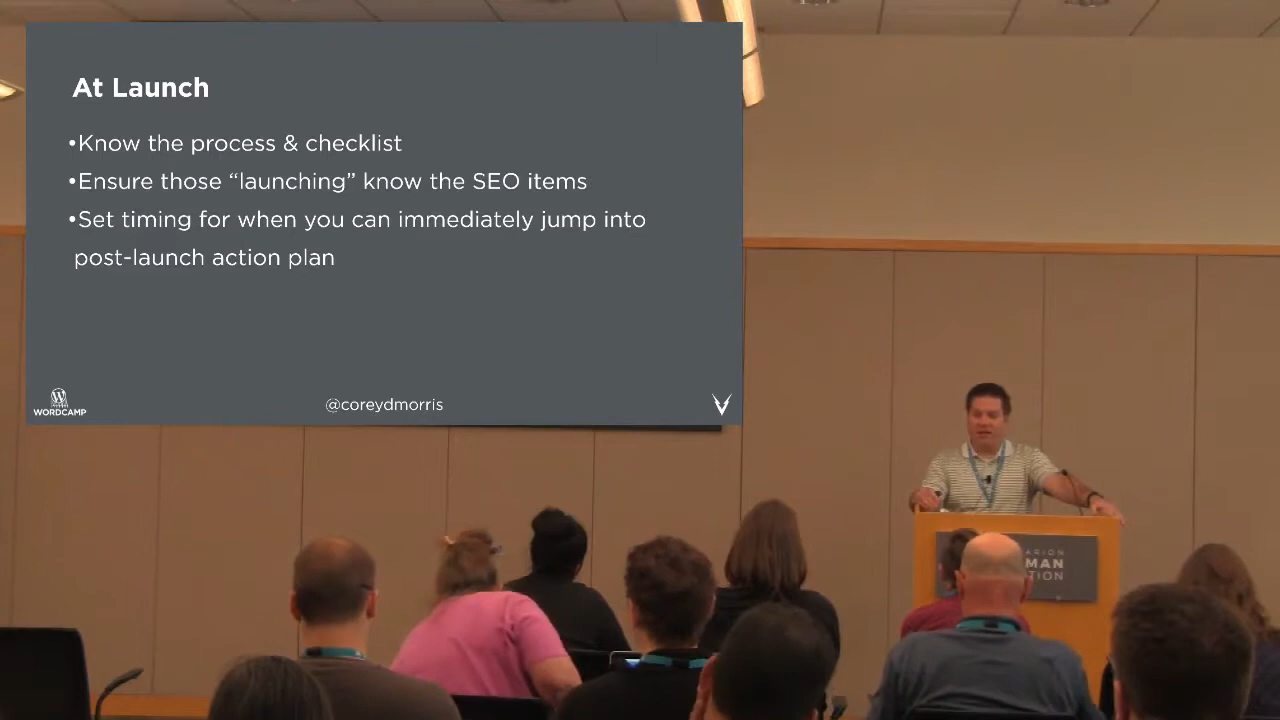 At Launch
•Know the process & checklist
•Ensure those “launching” know the SEO items
•Set timing for when you can immediately jump into
post-launch action plan
WORDCAMP
@coreydmorris